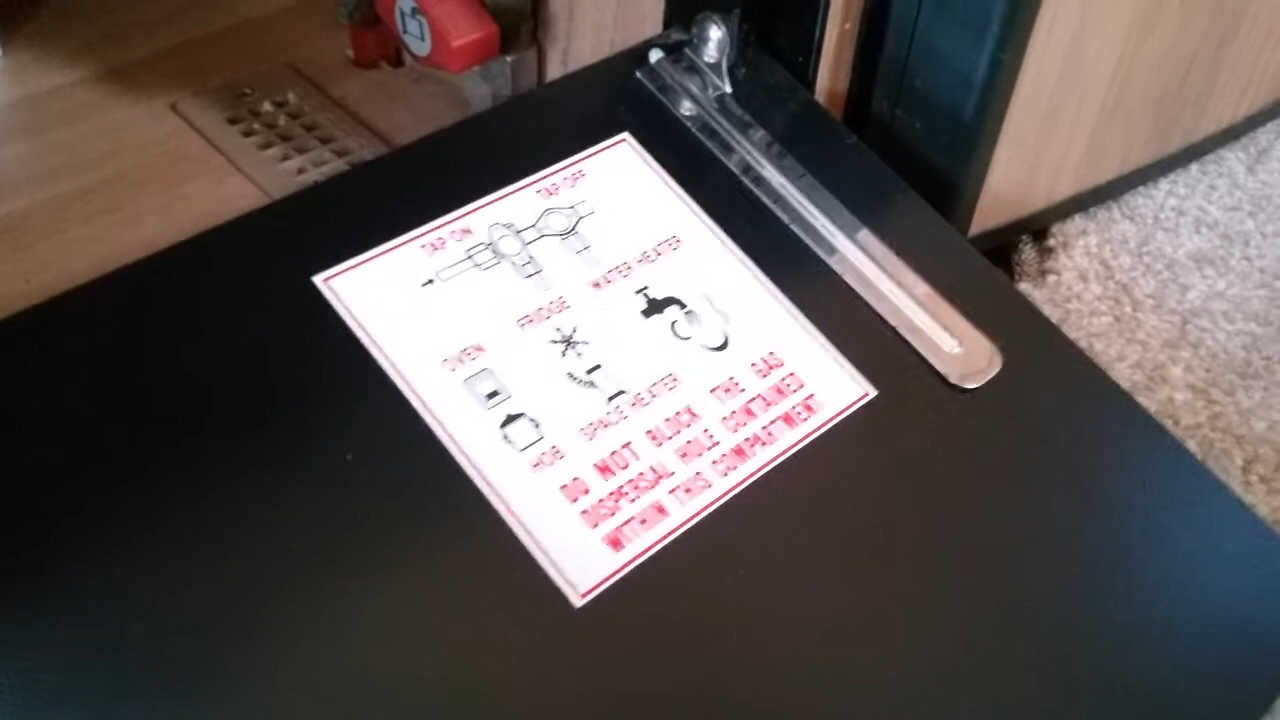 TAP ON
TAP OFF
FRIDGE
WATER HEATER
OVEN
HOB
SPACE HEATER
DO NOT BLOCK THE GAS
DISPERSAL HOLE CONTAINED
WITHIN THIS COMPARTMENT